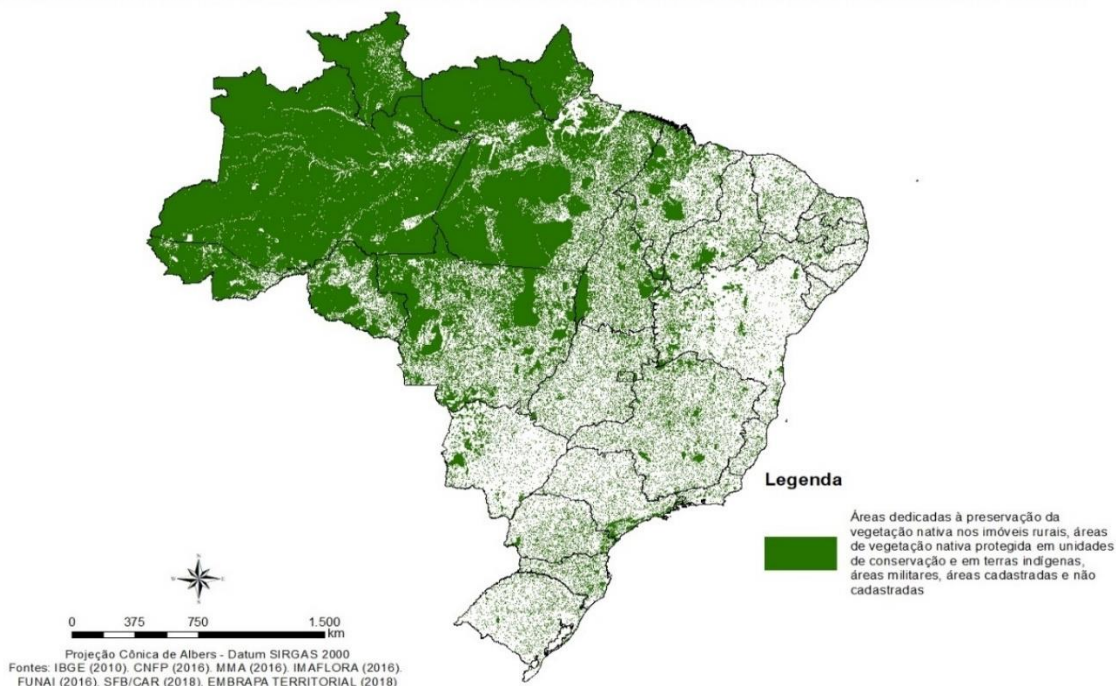 Legenda
Áreas dedicadas à preservação da
vegetação nativa nos imóveis rurais, áreas
de vegetação nativa protegida em unidades
de conservação e em terras indígenas,
áreas militares, áreas cadastradas e não
cadastradas
0 375 750 1.500
km
Projeção Cônica de Albers - Datum SIRGAS 2000
Fontes: IBGE (2010). CNFP (2016). MMA (2016). IMAFLORA (2016).
FUNAI (2016). SFB/CAR (2018). EMBRAPA TERRITORIAL (2018)